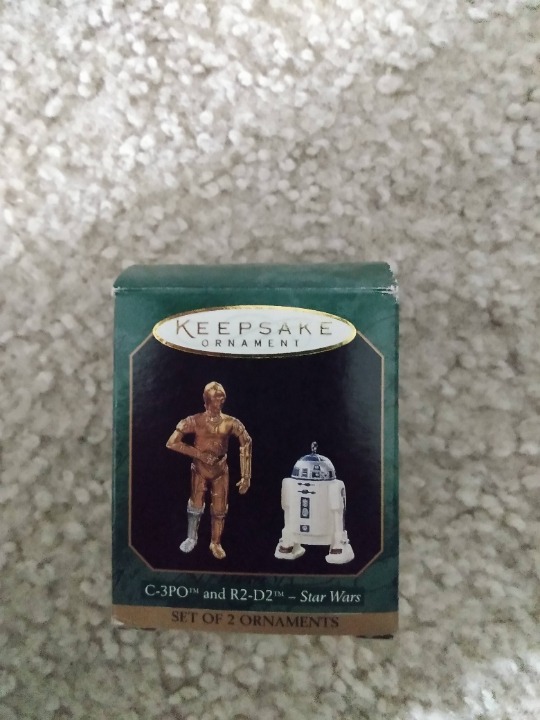 KEEPSAKE
ORNAMENT
C-3PO™ and R2-D2™ – Star Wars
SET OF 2 ORNAMENTS